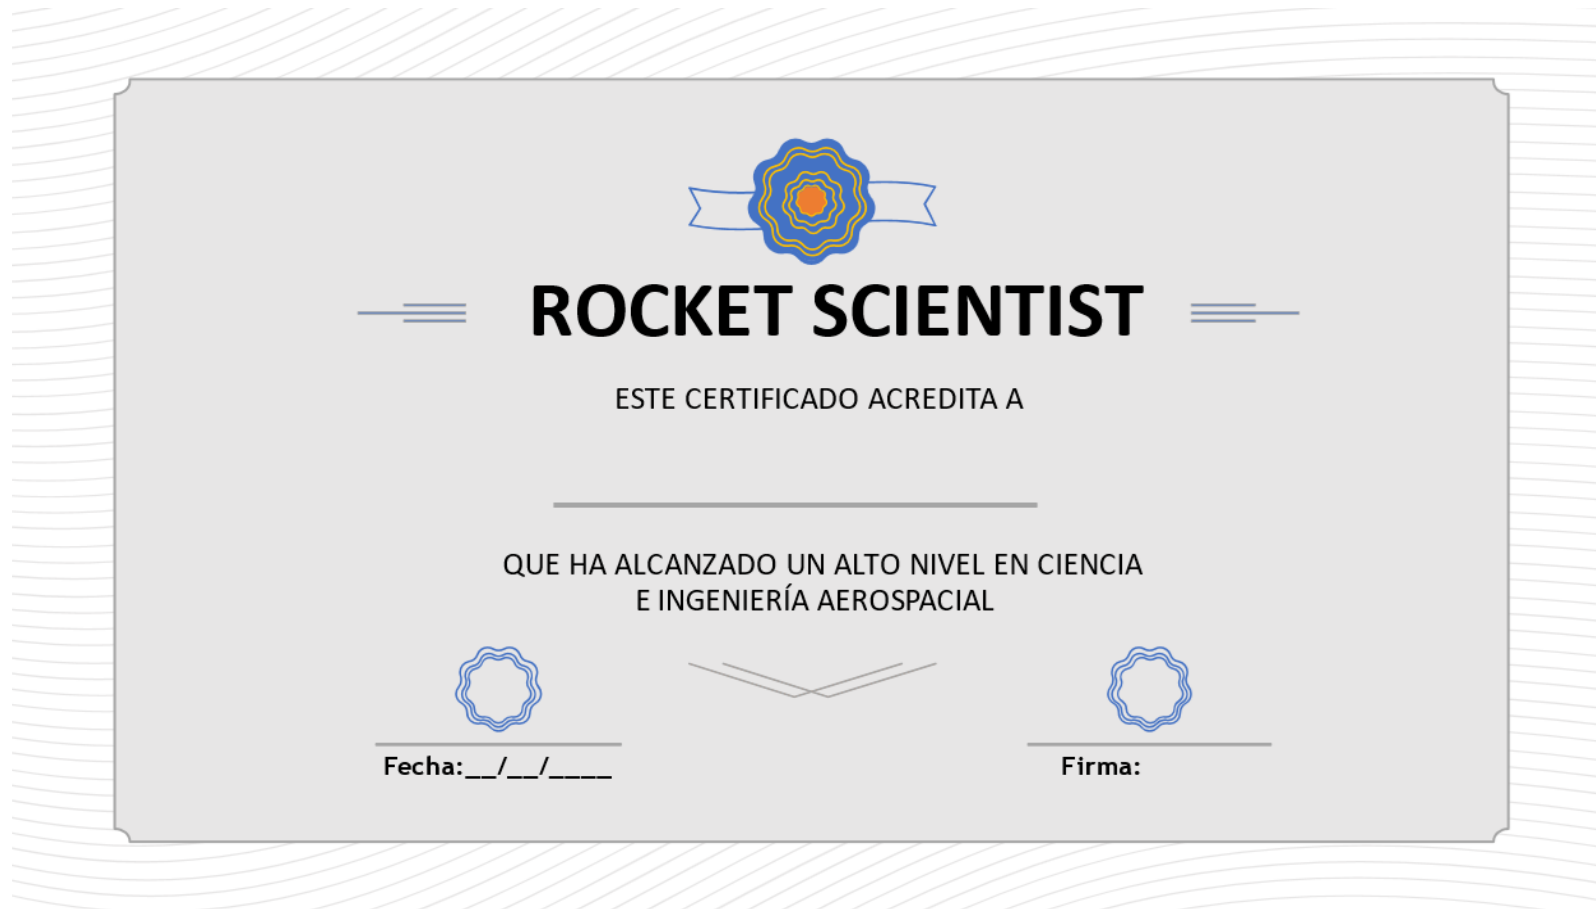 ROCKET SCIENTIST
ESTE CERTIFICADO ACREDITA A
QUE HA ALCANZADO UN ALTO NIVEL EN CIENCIA
E INGENIERÍA AEROSPACIAL
Fecha:__/__/____
Firma: